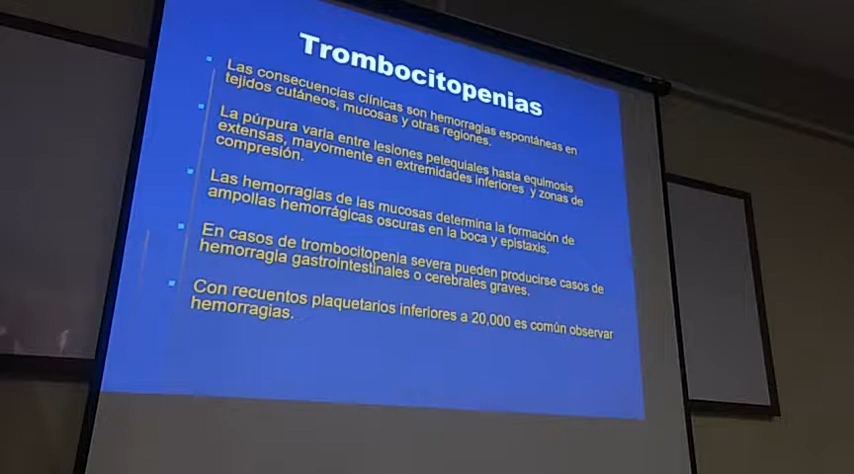 Trombocitopenias
Las consecuencias clínicas son hemorragias espontáneas en
tejidos cutáneos, mucosas y otras regiones.
La púrpura varía entre lesiones petequiales hasta equimosis
extensas, mayormente en extremidades inferiores y zonas de
compresión.
Las hemorragias de las mucosas determina la formación de
ampollas hemorrágicas oscuras en la boca y epistaxis.
En casos de trombocitopenia severa pueden producirse casos de
hemorragia gastrointestinales o cerebrales graves.
Con recuentos plaquetarios inferiores a 20,000 es común observar
hemorragias.